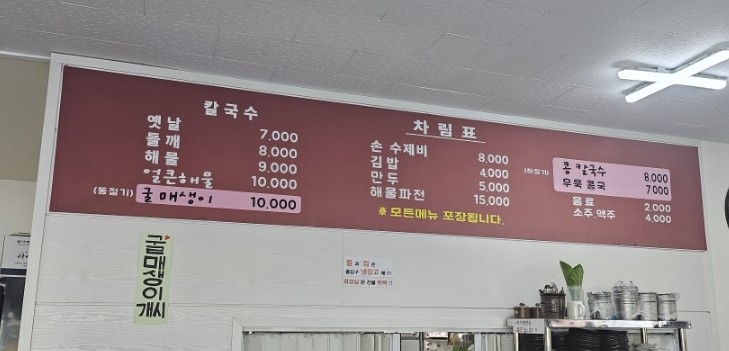 차림표
칼국수
옛날 7,000
들깨 8,000
해물 9,000
얼큰해물 10,000
(동절기) 굴 매생이 10,000
손 수제비 8,000
김밥 4,000
만두 5,000
해물파전 15,000
※ 모든메뉴 포장됩니다.
(하절기) 콩 칼국수 8,000
우묵 콩국 7,000
음료 2,000
소주.맥주 4,000
굴매생이개시